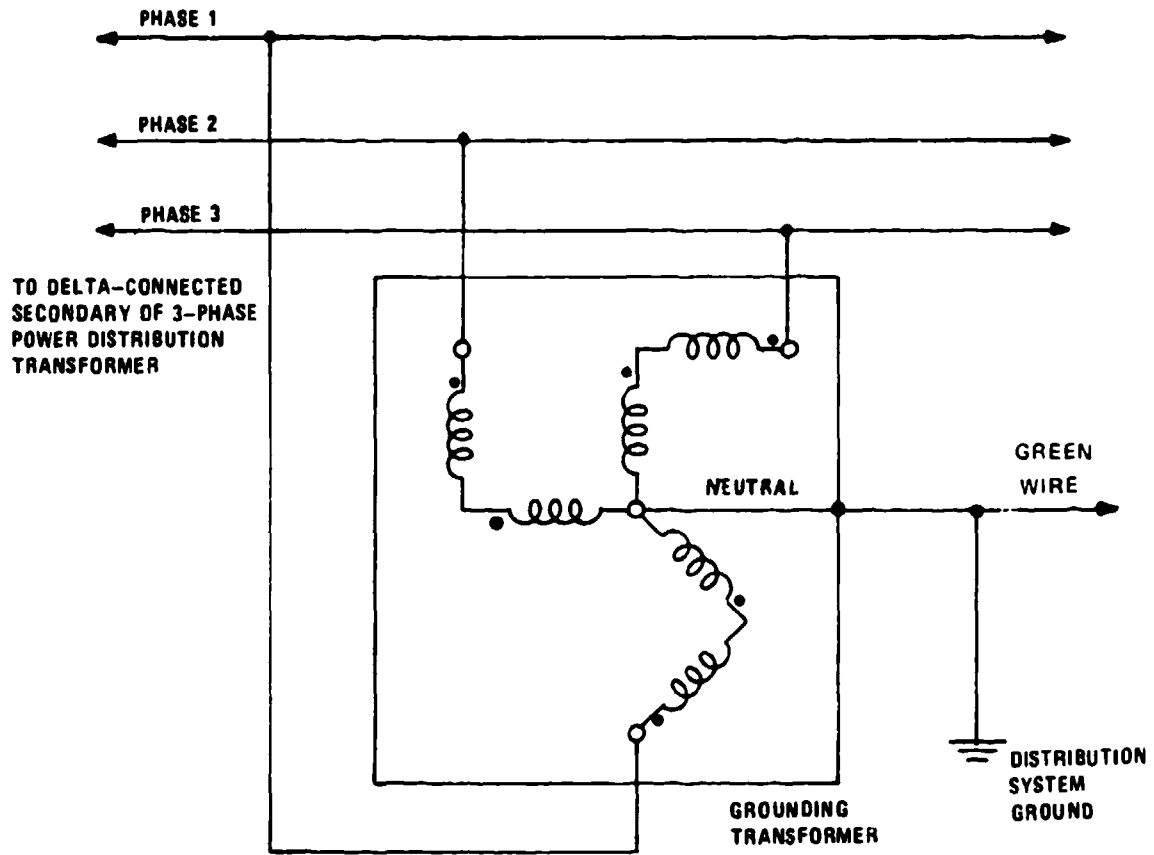 PHASE 1
PHASE 2
PHASE 3
TO DELTA-CONNECTED
SECONDARY OF 3-PHASE
POWER DISTRIBUTION
TRANSFORMER
NEUTRAL
GREEN
WIRE
DISTRIBUTION
SYSTEM
GROUND
GROUNDING
TRANSFORMER